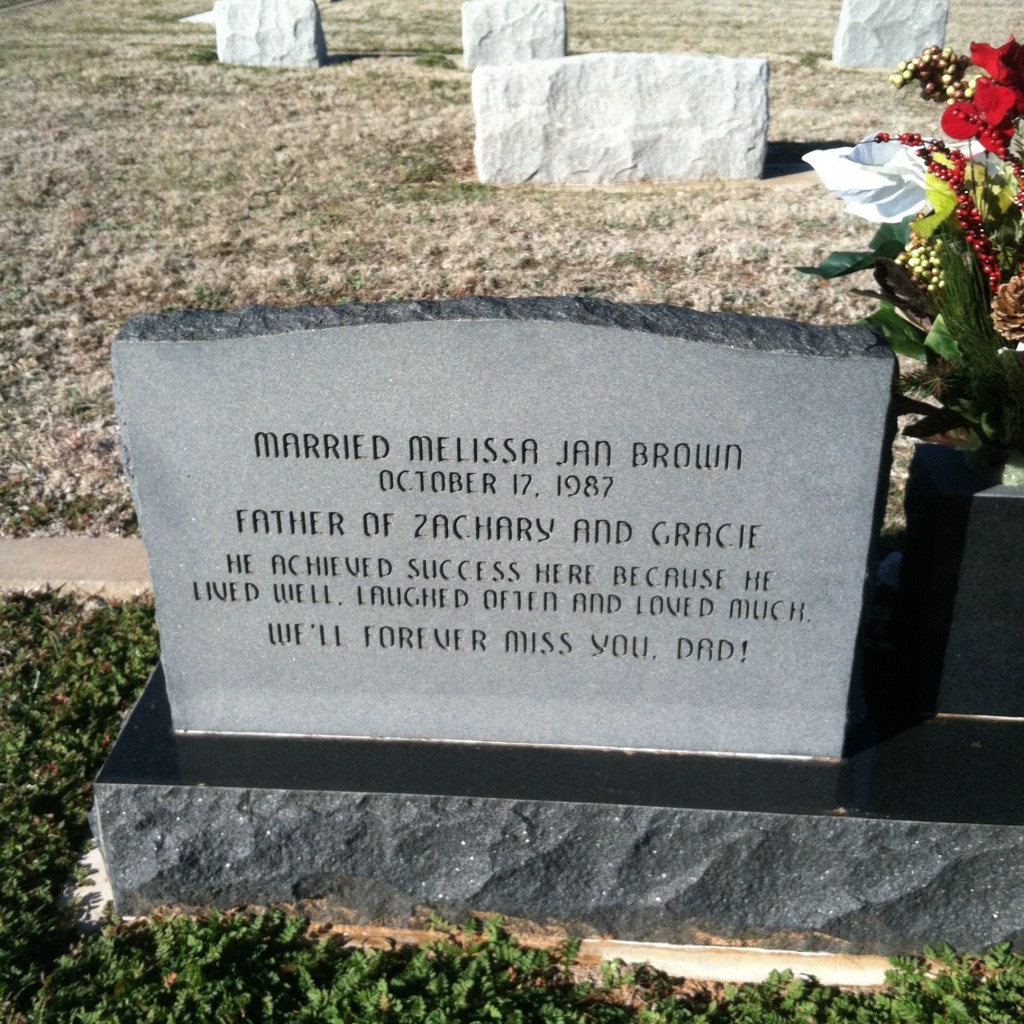 MARRIED MELISSA JAN BROWN
OCTOBER 17, 1987
FATHER OF ZACHARY AND GRACIE
HE ACHIEVED SUCCESS HERE BECAUSE HE
LIVED WELL, LAUGHED OFTEN AND LOVED MUCH.
WE'LL FOREVER MISS YOU, DAD!